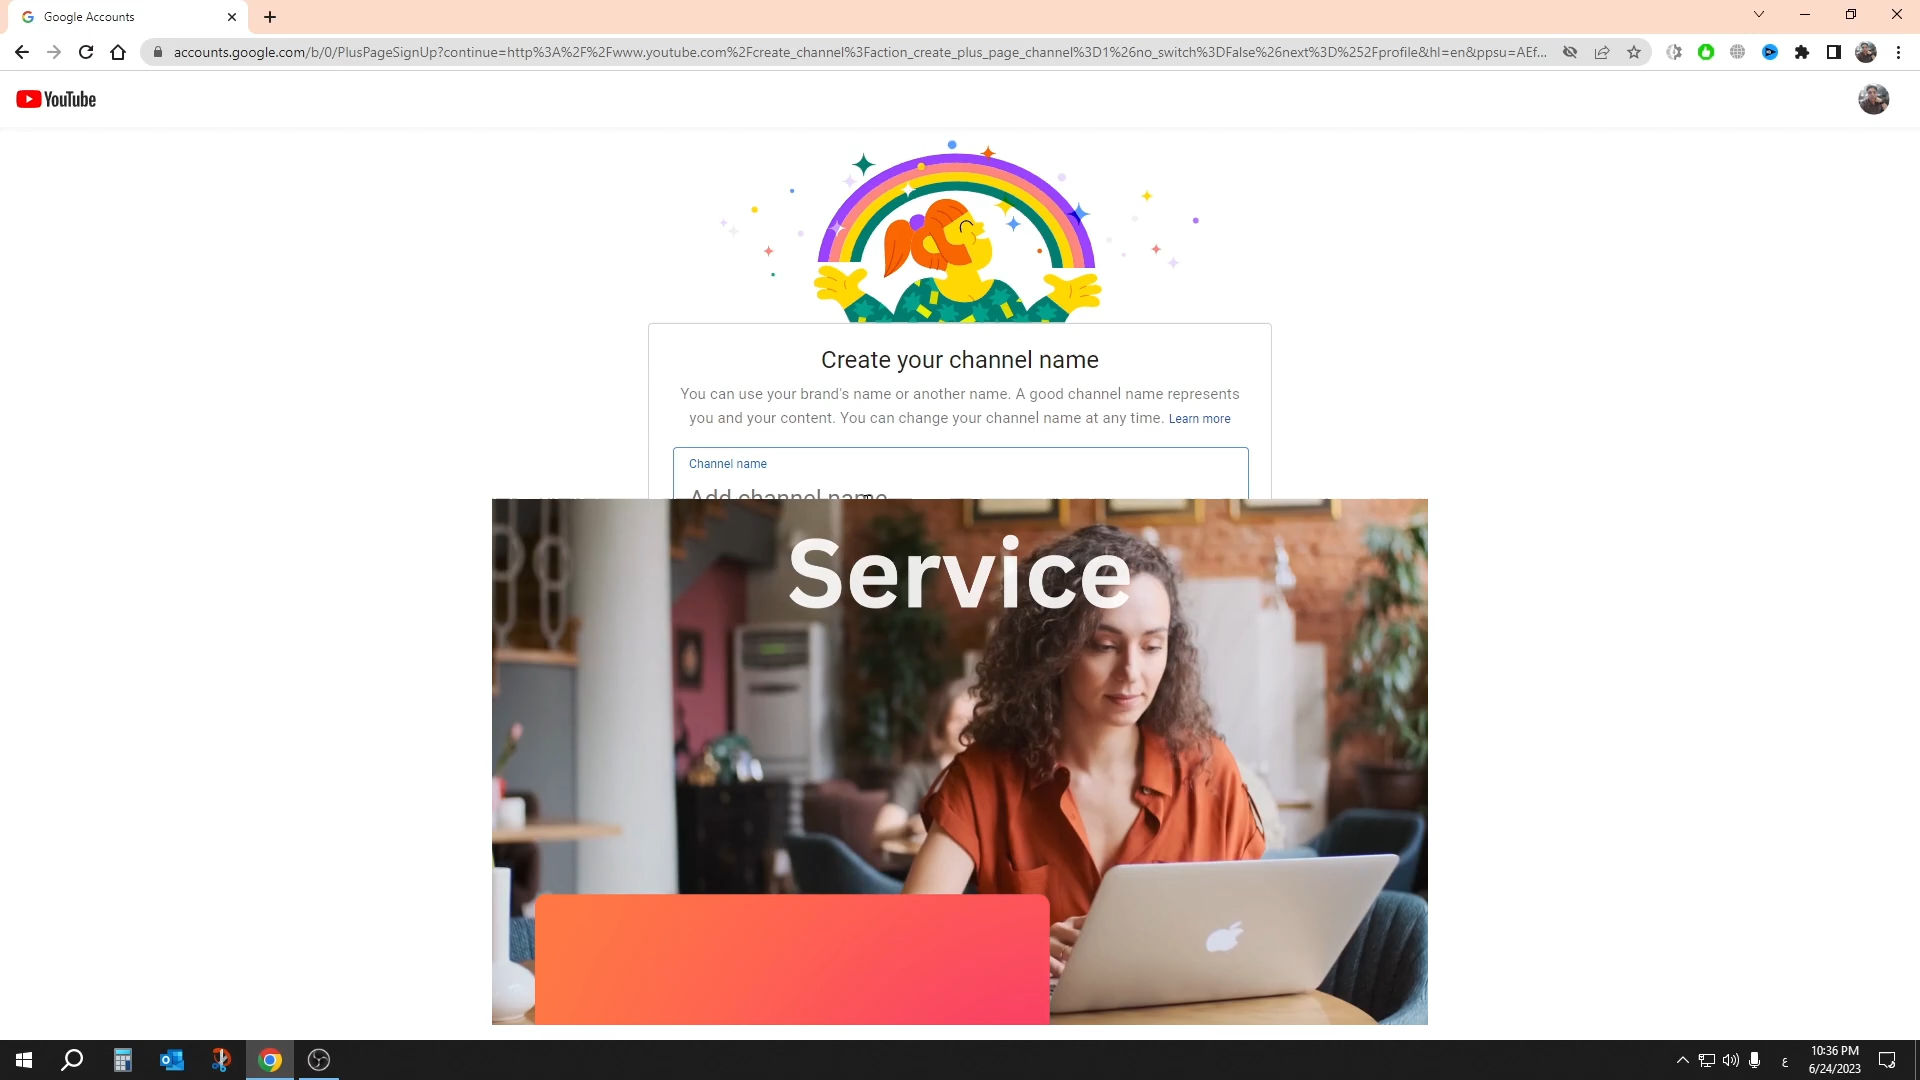 Google Accounts
accounts.google.com/b/0/PlusPageSignUp?continue=http%3A%2F%2Fwww.youtube.com%2Fcreate_channel%3Faction_create_plus_page_channel%3D1%26no_switch%3DFalse%26next%3D%252Fprofile&hl=en&ppsu=AEf...
YouTube
Create your channel name
You can use your brand's name or another name. A good channel name represents
you and your content. You can change your channel name at any time. Learn more
Channel name
Add channel name
Service
ع
10:36 PM
6/24/2023